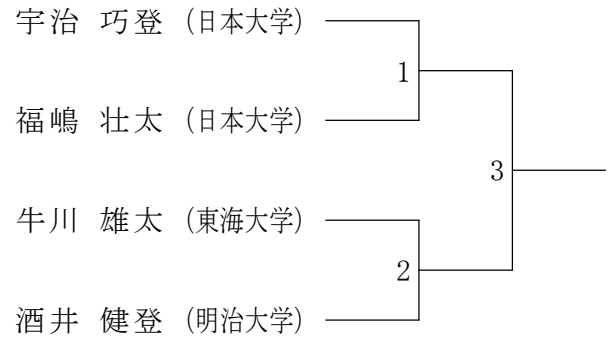 宇治 巧登 (日本大学)
1
福嶋 壮太 (日本大学)
3
牛川 雄太 (東海大学)
2
酒井 健登 (明治大学)